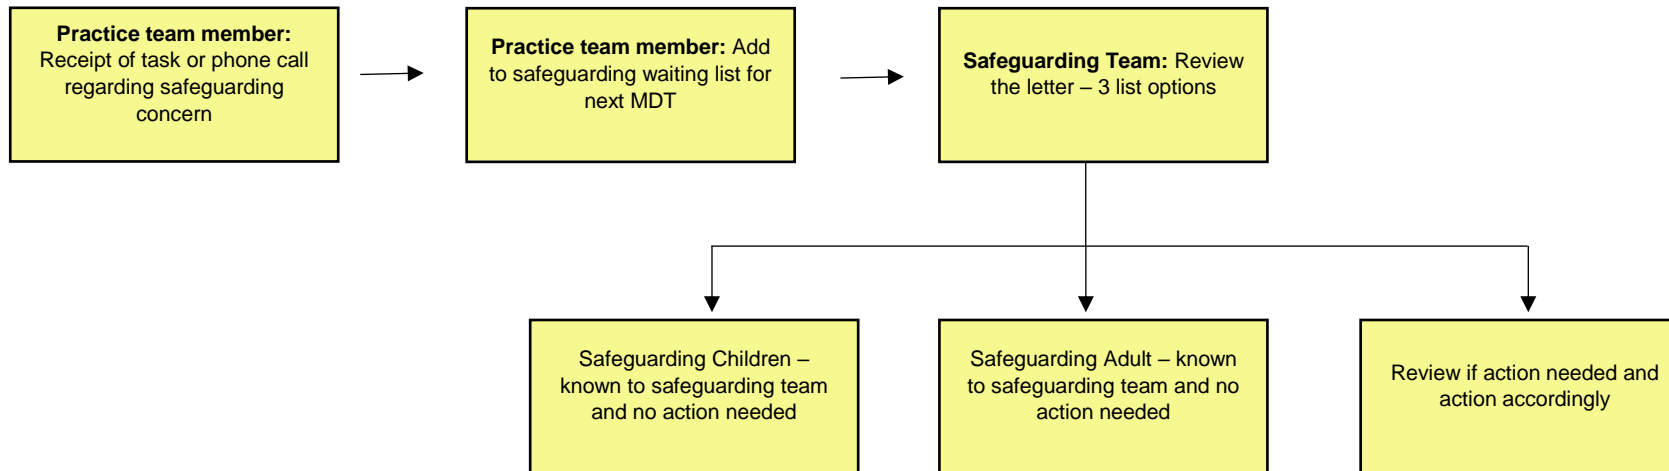 Practice team member:
Receipt of task or phone call
regarding safeguarding
concern
Practice team member: Add
to safeguarding waiting list for
next MDT
Safeguarding Team: Review
the letter – 3 list options
Safeguarding Children –
known to safeguarding team
and no action needed
Safeguarding Adult – known
to safeguarding team and no
action needed
Review if action needed and
action accordingly